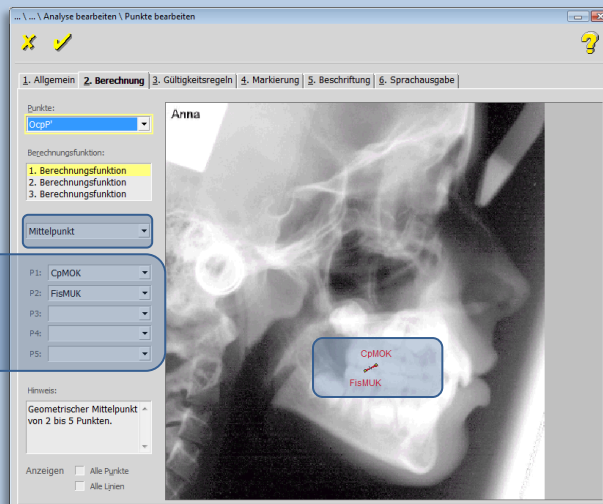 ... \ ... \ Analyse bearbeiten \ Punkte bearbeiten
1. Allgemein 2. Berechnung 3. Gültigkeitsregeln 4. Markierung 5. Beschriftung 6. Sprachausgabe
Punkte:
OcpP'
Berechnungsfunktion:
1. Berechnungsfunktion
2. Berechnungsfunktion
3. Berechnungsfunktion
Mittelpunkt
P1: CpMOK
P2: FisMUK
P3:
P4:
P5:
Hinweis:
Geometrischer Mittelpunkt
von 2 bis 5 Punkten.
Anzeigen Alle Punkte
Alle Linien
Anna
CpMOK
FisMUK